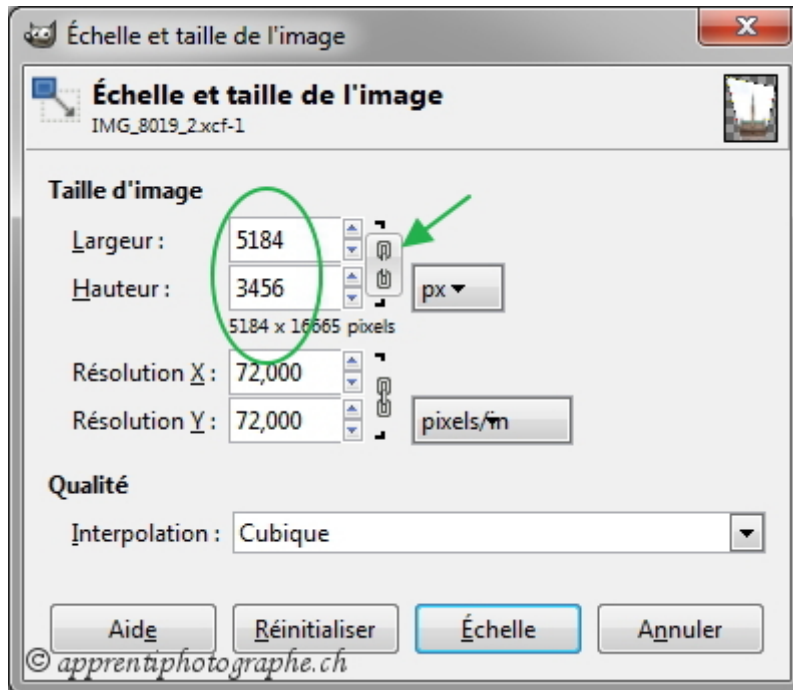 Échelle et taille de l'image
Échelle et taille de l'image
IMG_8019_2.xcf-1
Taille d'image
Largeur : 5184
Hauteur : 3456 px
5184 x 16665 pixels
Résolution X : 72,000
Résolution Y : 72,000 pixels/in
Qualité
Interpolation : Cubique
Aide Réinitialiser Échelle Annuler
© apprentiphotographe.ch